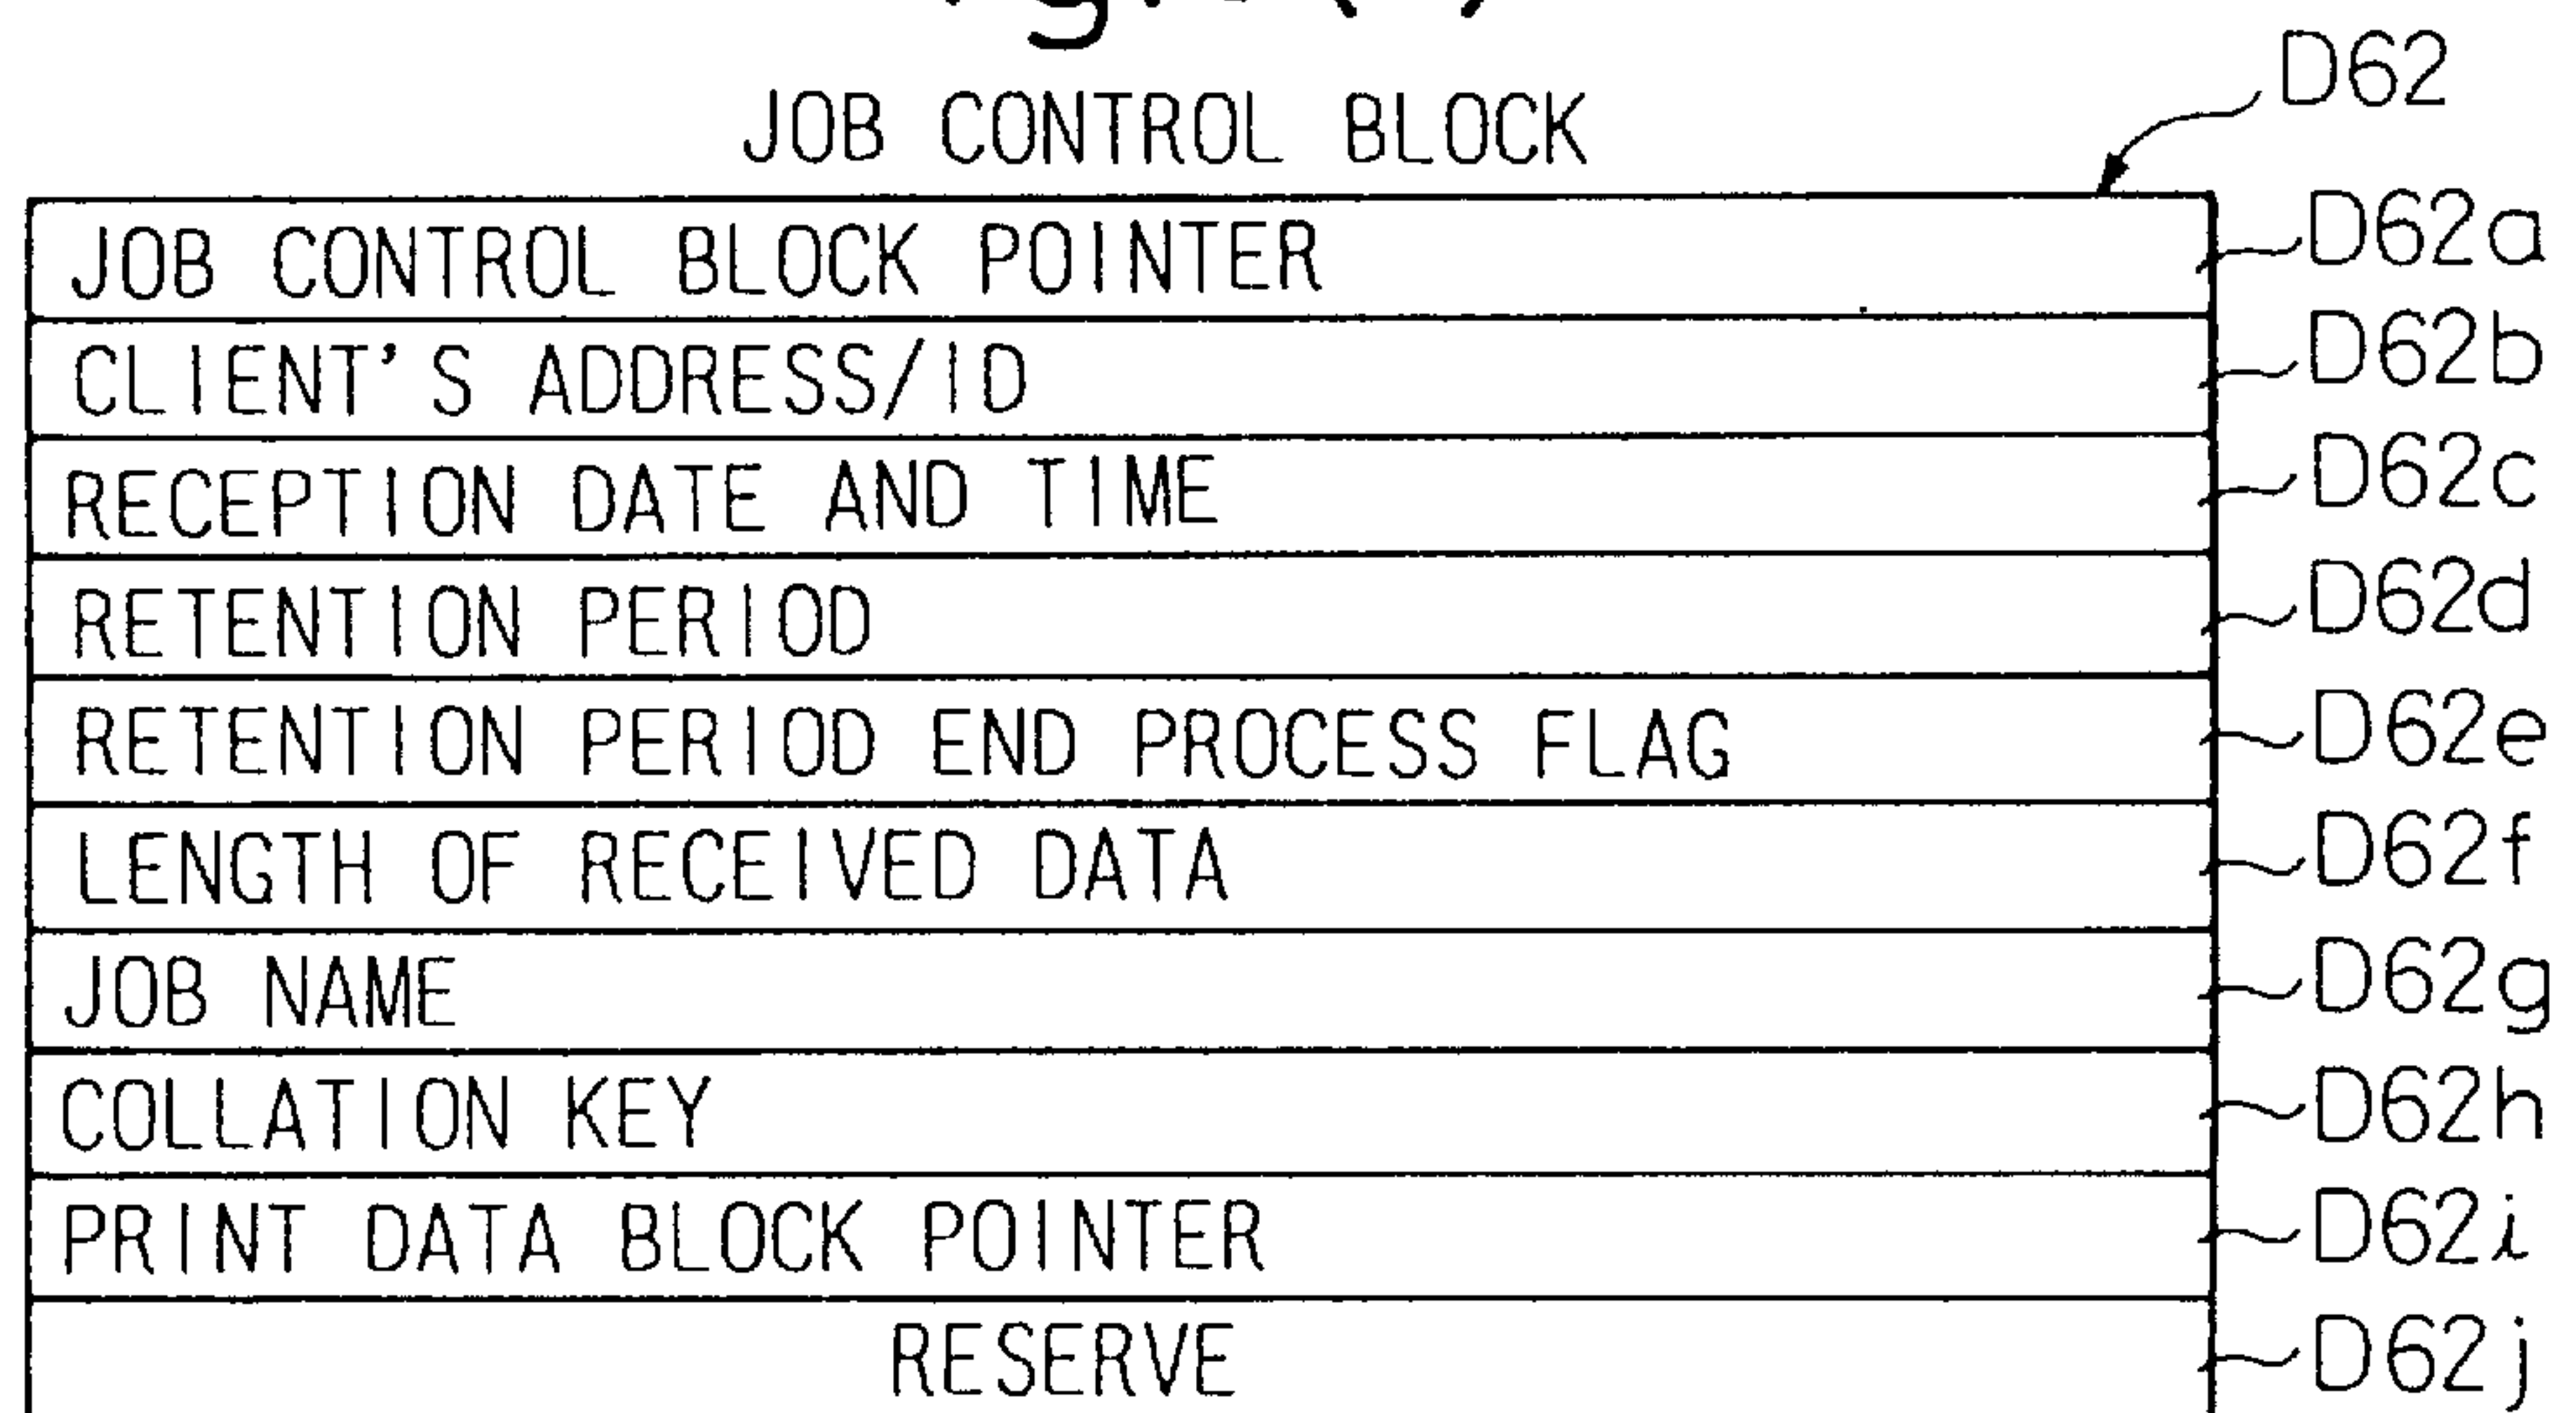 D62
JOB CONTROL BLOCK
JOB CONTROL BLOCK POINTER D62a
CLIENT'S ADDRESS/ID D62b
RECEPTION DATE AND TIME D62c
RETENTION PERIOD D62d
RETENTION PERIOD END PROCESS FLAG D62e
LENGTH OF RECEIVED DATA D62f
JOB NAME D62g
COLLATION KEY D62h
PRINT DATA BLOCK POINTER D62i
RESERVE D62j